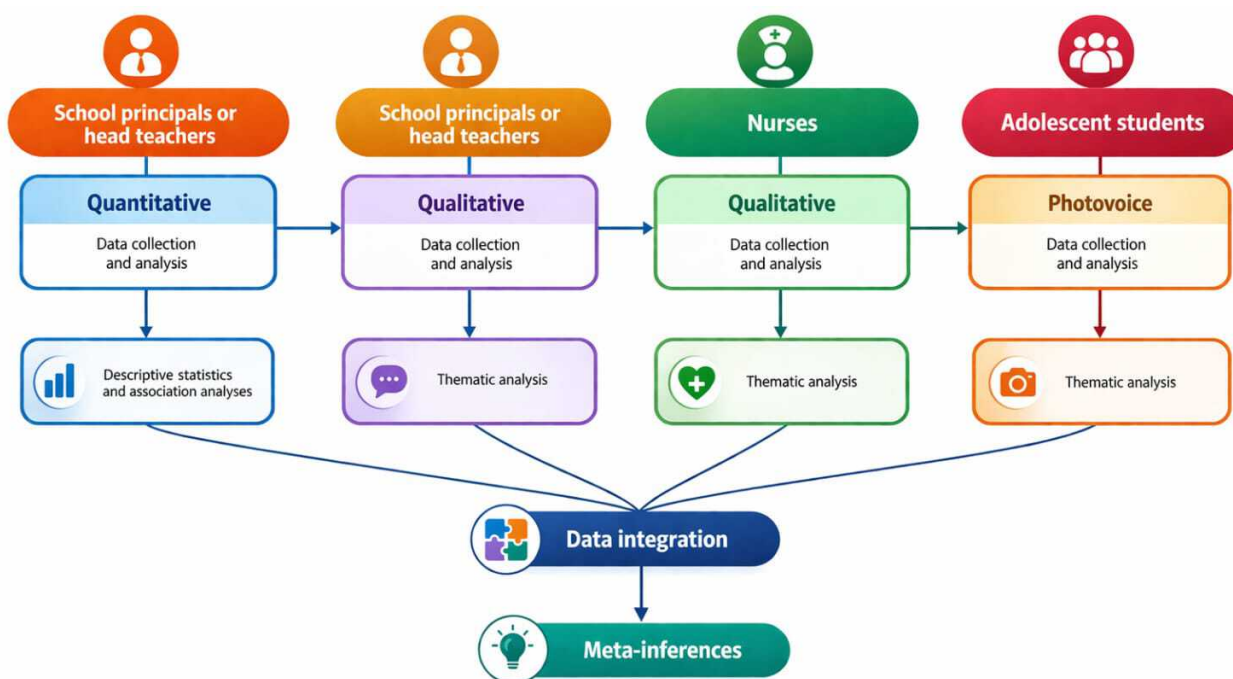 School principals or
head teachers
School principals or
head teachers
Nurses
Adolescent students
Quantitative
Data collection
and analysis
Qualitative
Data collection
and analysis
Qualitative
Data collection
and analysis
Photovoice
Data collection
and analysis
Descriptive statistics
and association analyses
Thematic analysis
Thematic analysis
Thematic analysis
Data integration
Meta-inferences